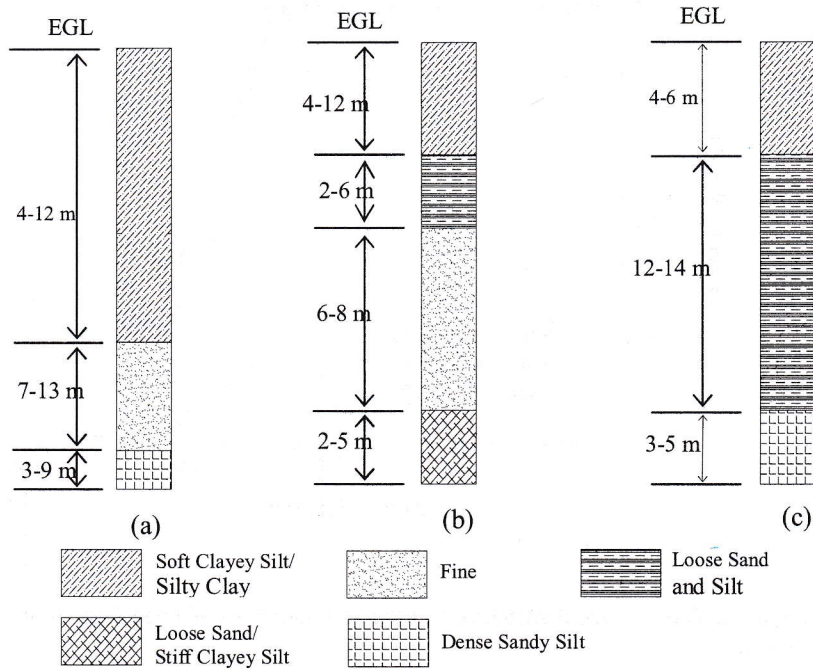 EGL
4-12 m
7-13 m
3-9 m
(a)
EGL
4-12 m
2-6 m
6-8 m
2-5 m
(b)
EGL
4-6 m
12-14 m
3-5 m
(c)
Soft Clayey Silt/
Silty Clay
Fine
Loose Sand
and Silt
Loose Sand/
Stiff Clayey Silt
Dense Sandy Silt